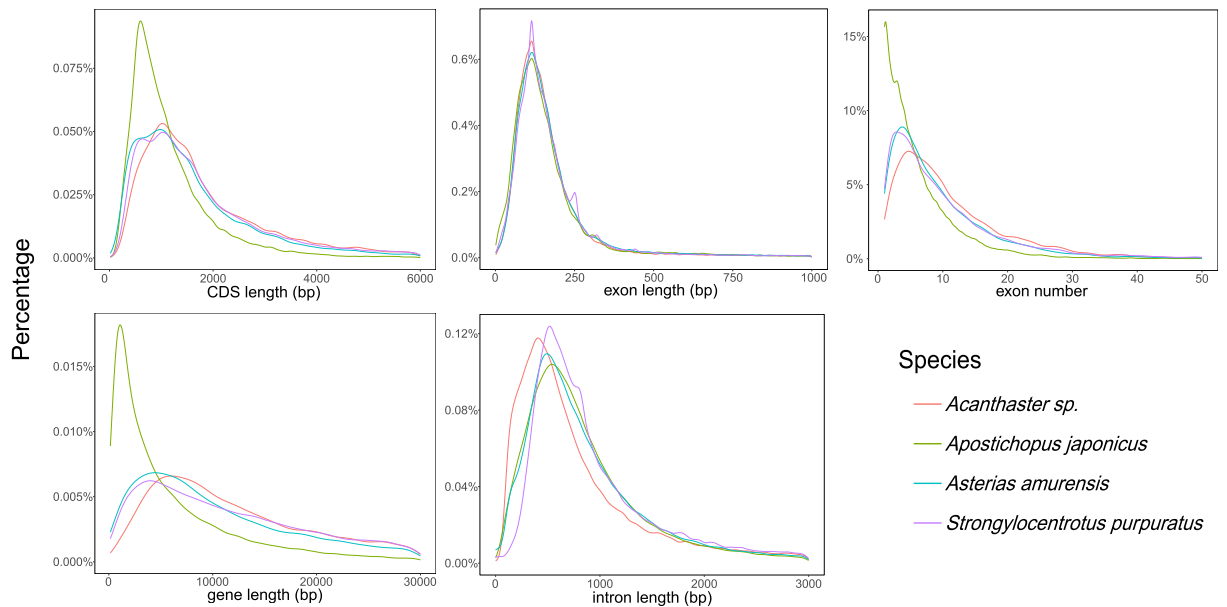 Percentage
0.075%
0.050%
0.025%
0.000%
0 2000 4000 6000
CDS length (bp)
0.6%
0.4%
0.2%
0.0%
0 250 500 750 1000
exon length (bp)
15%
10%
5%
0%
0 10 20 30 40 50
exon number
0.015%
0.010%
0.005%
0.000%
0 10000 20000 30000
gene length (bp)
0.12%
0.08%
0.04%
0.00%
0 1000 2000 3000
intron length (bp)
Species
Acanthaster sp.
Apostichopus japonicus
Asterias amurensis
Strongylocentrotus purpuratus